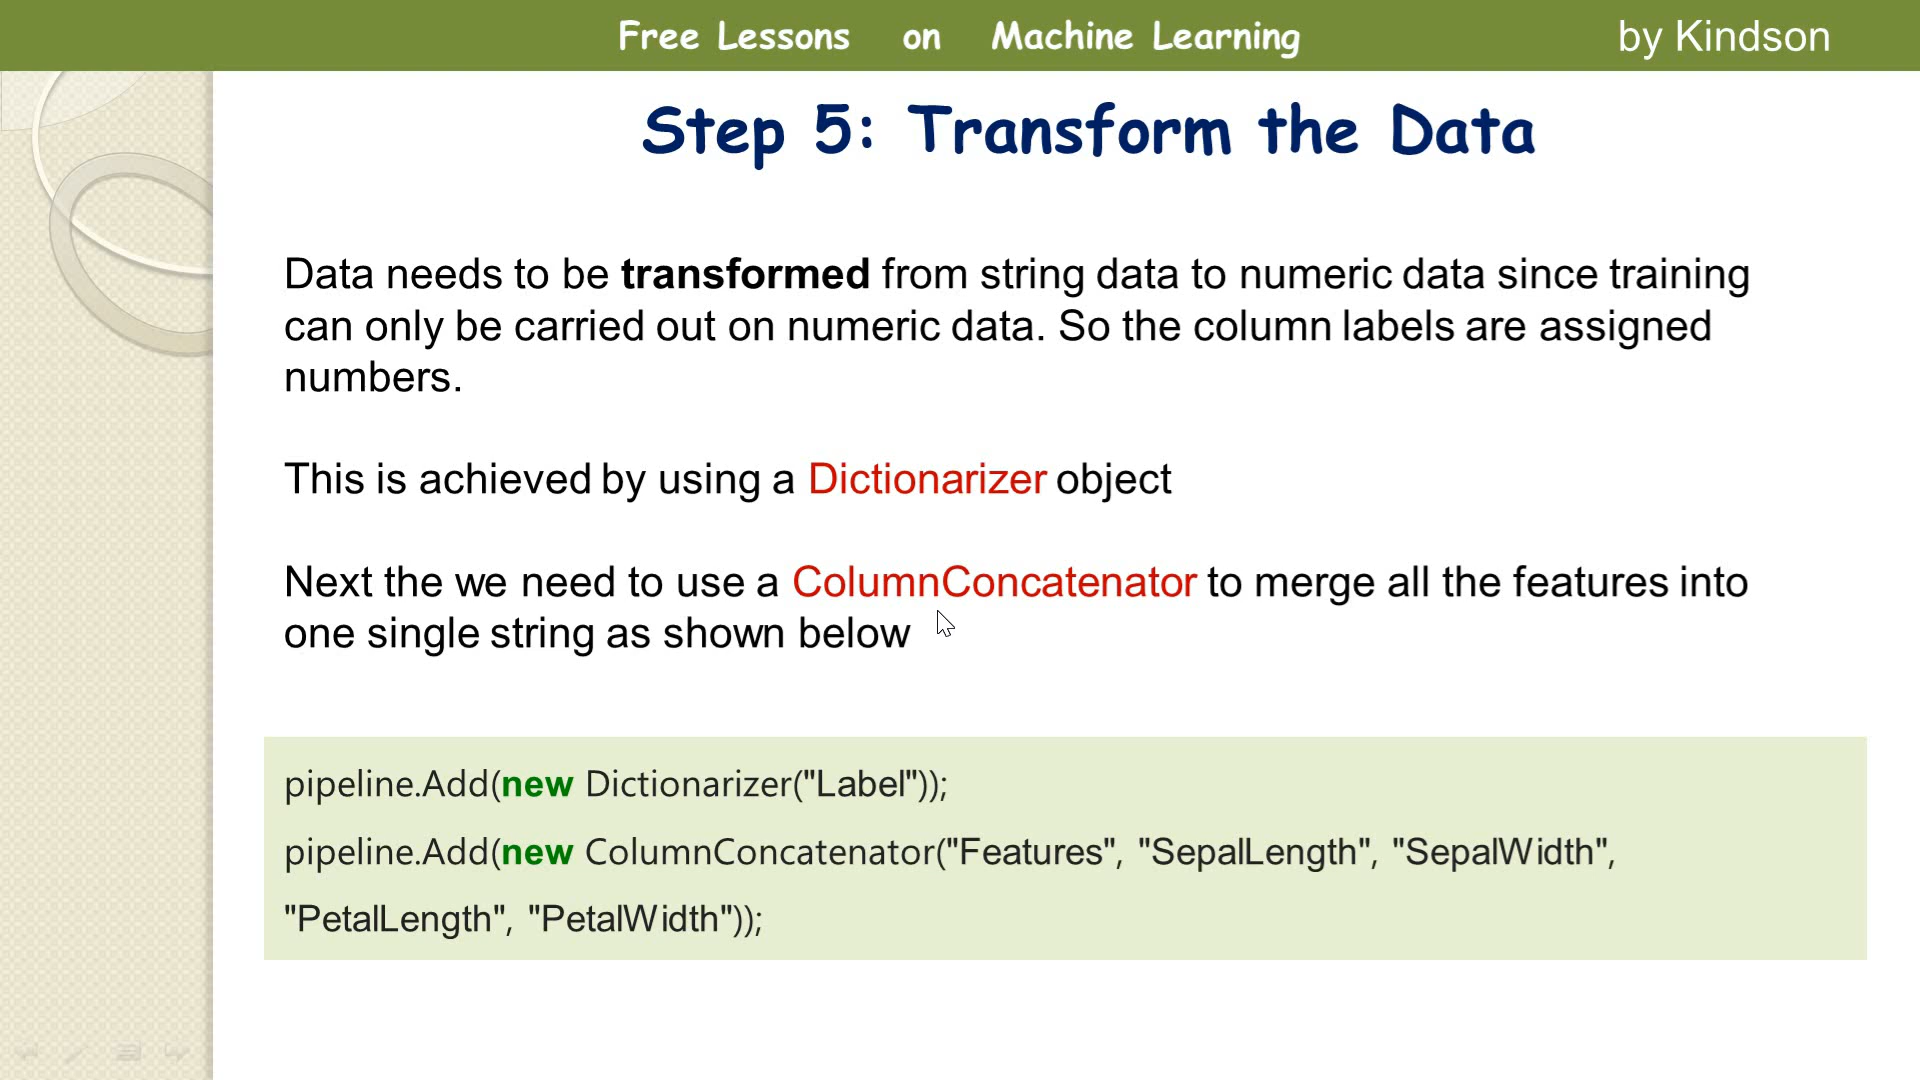 Free Lessons on Machine Learning by Kindson
Step 5: Transform the Data
Data needs to be transformed from string data to numeric data since training
can only be carried out on numeric data. So the column labels are assigned
numbers.
This is achieved by using a Dictionarizer object
Next the we need to use a ColumnConcatenator to merge all the features into
one single string as shown below
pipeline.Add(new Dictionarizer("Label"));
pipeline.Add(new ColumnConcatenator("Features", "SepalLength", "SepalWidth",
"PetalLength", "PetalWidth"));